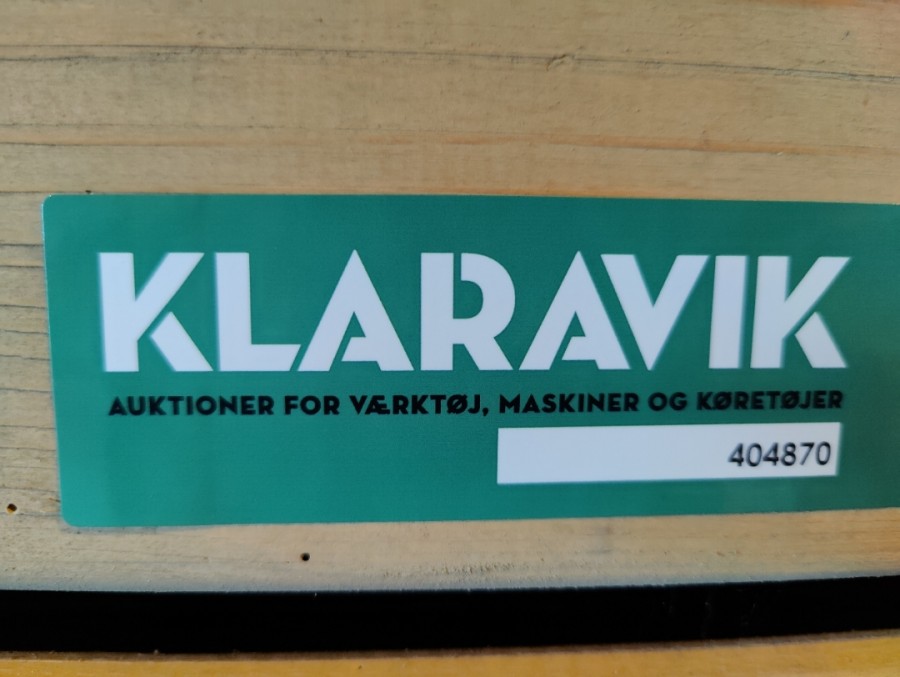 KLARAVIK
AUKTIONER FOR VÆRKTØJ, MASKINER OG KØRETØJER
404870